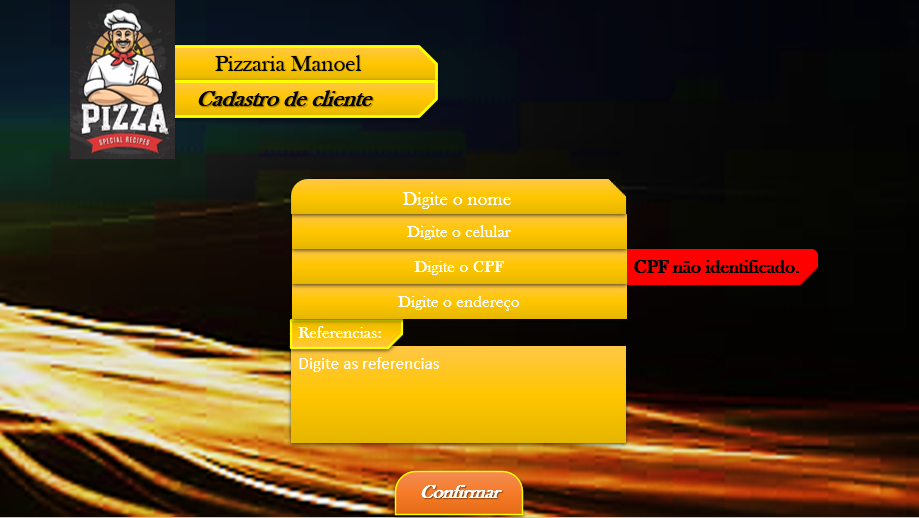 PIZZA
SPECIAL RECIPES
Pizzaria Manoel
Cadastro de cliente
Digite o nome
Digite o celular
Digite o CPF
CPF não identificado.
Digite o endereço
Referencias:
Digite as referencias
Confirmar